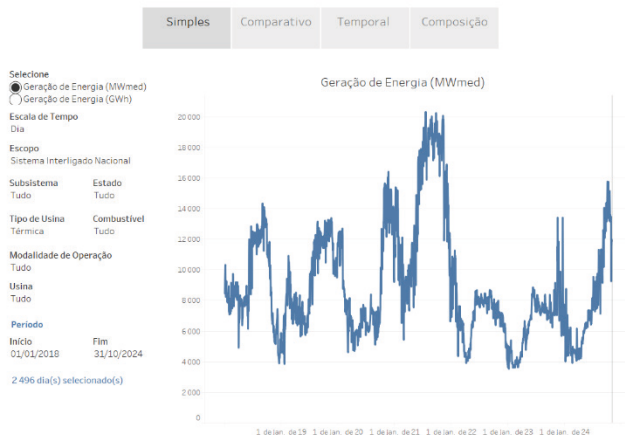 Simples Comparativo Temporal Composição
Selecione
Geração de Energia (MWmed)
Geração de Energia (GWh)
Escala de Tempo
Dia
Escopo
Sistema Interligado Nacional
Subsistema Estado
Tudo Tudo
Tipo de Usina Combustível
Térmica Tudo
Modalidade de Operação
Tudo
Usina
Tudo
Período
Início Fim
01/01/2018 31/10/2024
2 496 dia(s) selecionado(s)
Geração de Energia (MWmed)
20 000
18 000
16 000
14 000
12 000
10 000
8 000
6 000
4 000
2 000
0
1 de jan. de 19 1 de jan. de 20 1 de jan. de 21 1 de jan. de 22 1 de jan. de 23 1 de jan. de 24